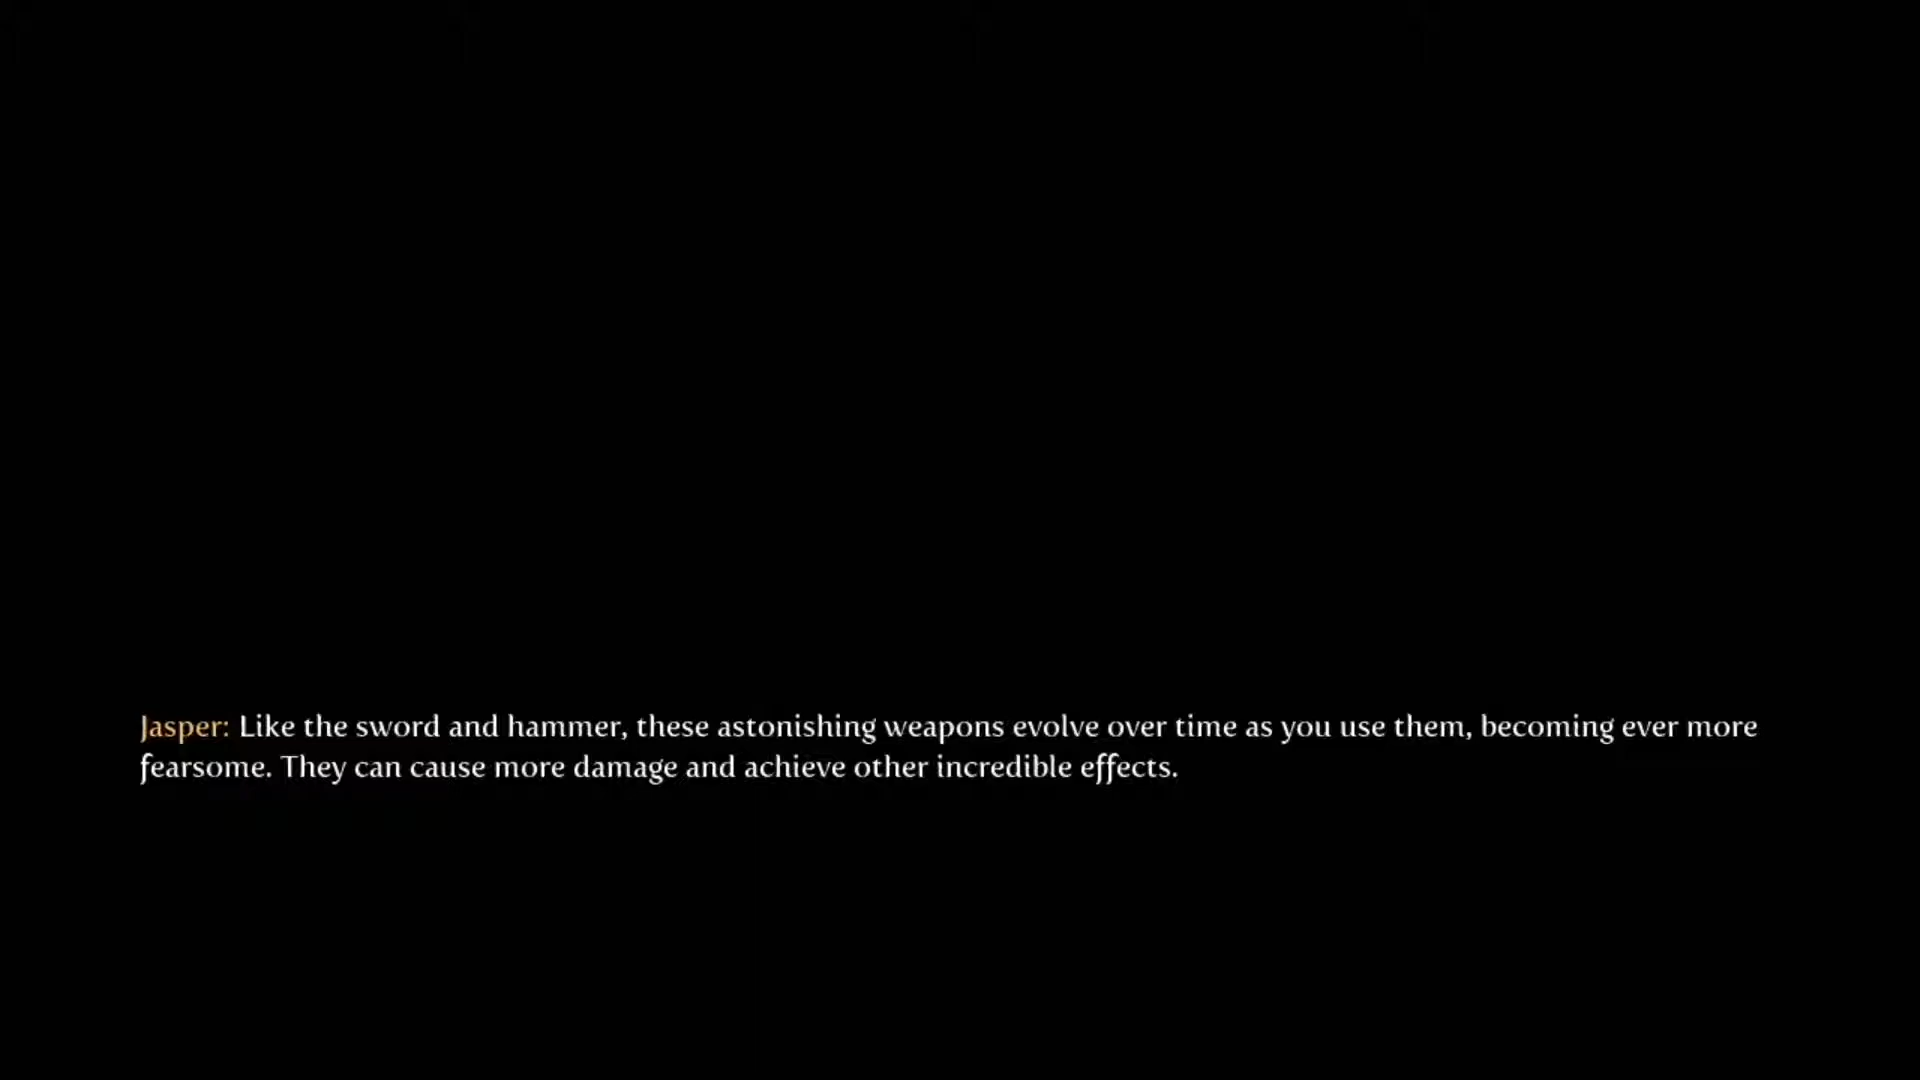 Jasper: Like the sword and hammer, these astonishing weapons evolve over time as you use them, becoming ever more
fearsome. They can cause more damage and achieve other incredible effects.